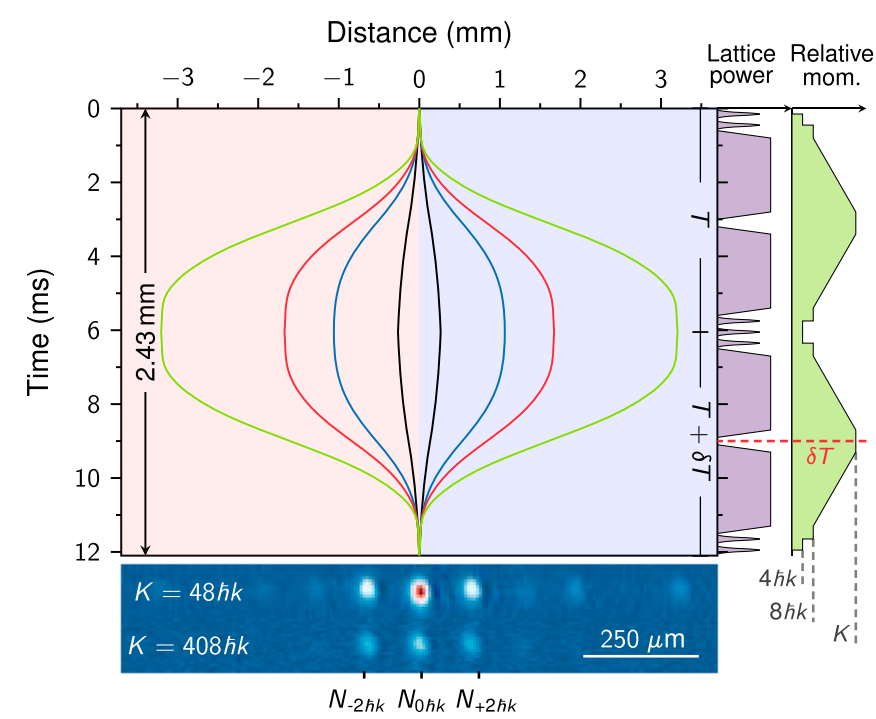 Distance (mm)
Lattice power
Relative mom.
−3 −2 −1 0 1 2 3
Time (ms)
0
2
4
6
8
10
12
2.43 mm
T
T + δT
δT
4ħk
8ħk
K
K = 48ħk
K = 408ħk
250 μm
N-2ħk N0ħk N+2ħk